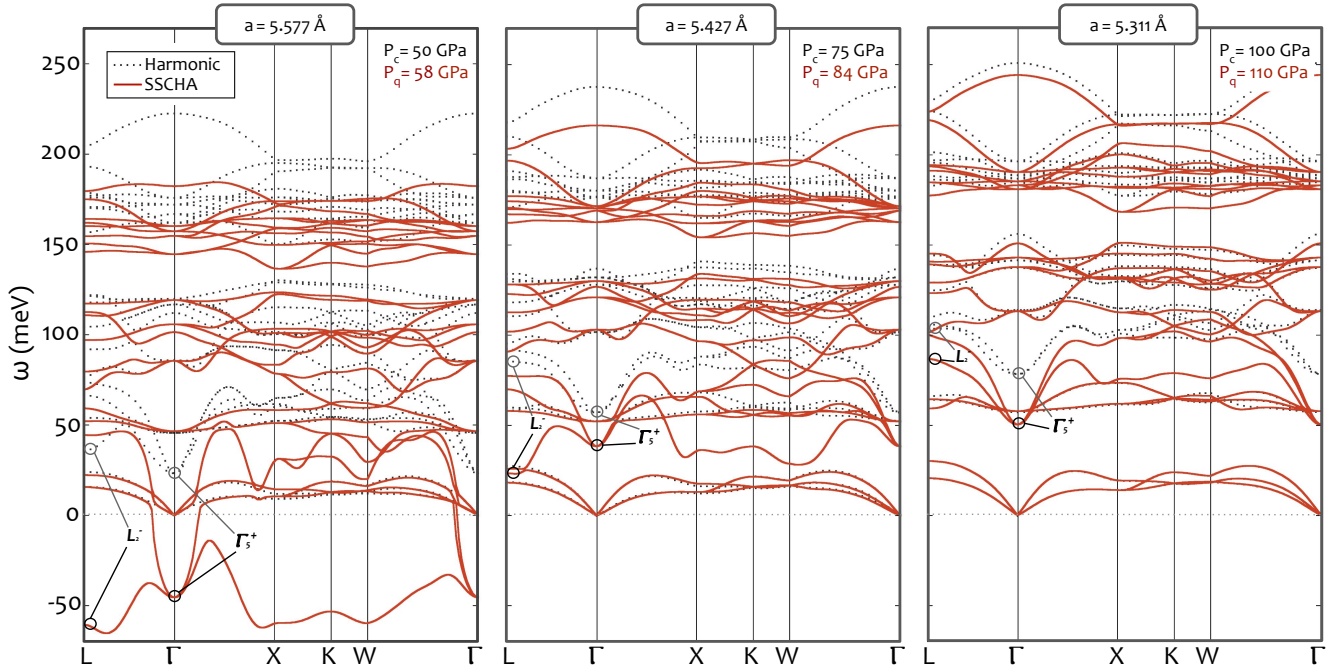 a = 5.577 Å
a = 5.427 Å
a = 5.311 Å
ω (meV)
250
200
150
100
50
0
-50
Harmonic
SSCHA
P_c = 50 GPa
P_q = 58 GPa
L₂⁻
Γ₅⁺
L Γ X K W Γ
P_c = 75 GPa
P_q = 84 GPa
L₂⁻
Γ₅⁺
L Γ X K W Γ
P_c = 100 GPa
P_q = 110 GPa
L
Γ₅⁺
L Γ X K W Γ